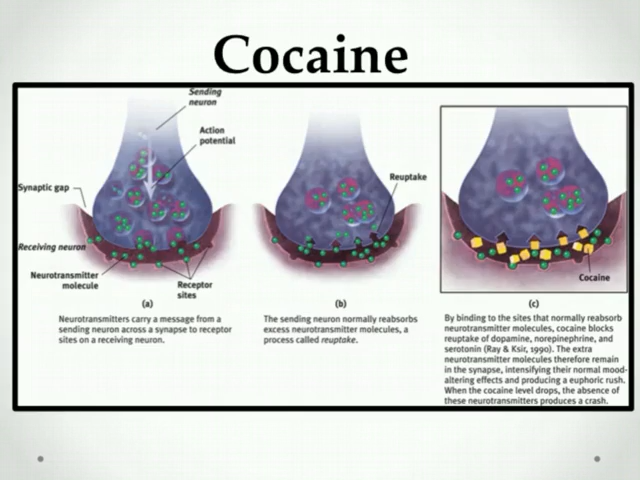 Cocaine
Sending
neuron
Action
potential
Synaptic gap
Receiving neuron
Neurotransmitter
molecule
Receptor
sites
(a)
Neurotransmitters carry a message from a
sending neuron across a synapse to receptor
sites on a receiving neuron.
Reuptake
(b)
The sending neuron normally reabsorbs
excess neurotransmitter molecules, a
process called reuptake.
Cocaine
(c)
By binding to the sites that normally reabsorb
neurotransmitter molecules, cocaine blocks
reuptake of dopamine, norepinephrine, and
serotonin (Ray & Ksir, 1990). The extra
neurotransmitter molecules therefore remain
in the synapse, intensifying their normal mood-
altering effects and producing a euphoric rush.
When the cocaine level drops, the absence of
these neurotransmitters produces a crash.